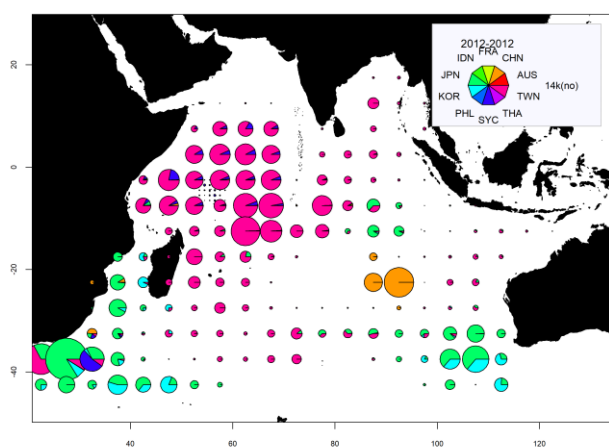 2012-2012
FRA
IDN CHN
JPN AUS
14k(no)
KOR TWN
PHL THA
SYC
20
0
-20
-40
40 60 80 100 120